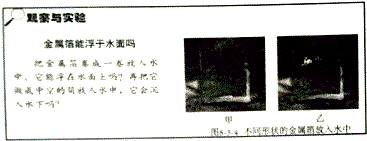 观察与实验
金属箔能浮于水面吗
把金属箔卷成一卷放入水
中，它能浮在水面上吗？再把它
做成中空的筒放入水中，它会沉
入水下吗？
甲
乙
图8-3-4 不同形状的金属箔放入水中